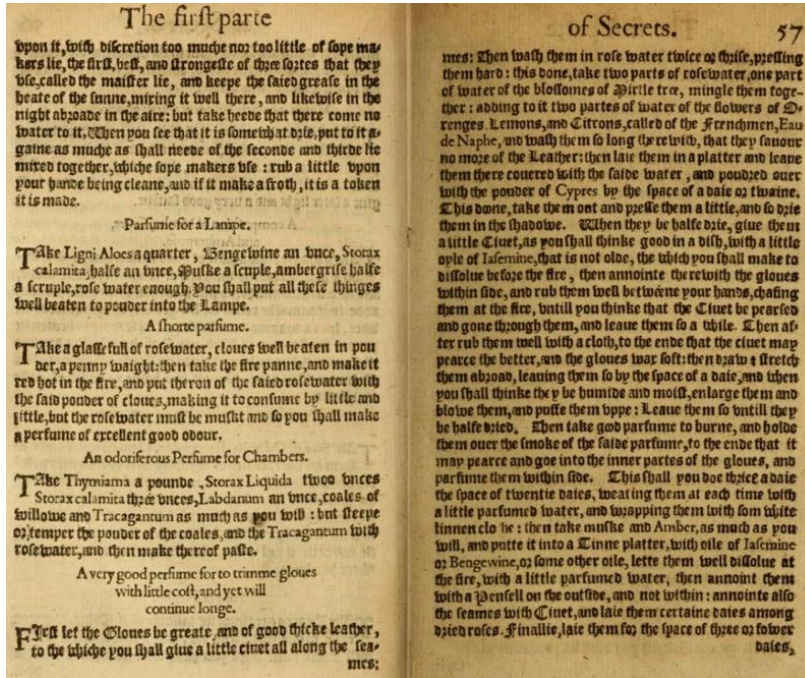 The first parte
vpon it, with discretion too muche nor too little of sope ma-
kers lie, the first, best, and strongeste of three sortes that they
vse, called the maister lie, and keepe the saied grease in the
heate of the sunne, mixing it well there, and likewise in the
night abroade in the aire: but take heede that there come no
water to it. When you see that it is somewhat drie, put to it a-
gaine as muche as shall neede of the seconde and thirde lie
mixed together, whiche sope makers vse: rub a little vpon
your hande being cleane, and if it make a froth, it is a token
it is made.
Parfume for a Lampe.
TAke Ligni Aloes a quarter, Bengewine an vnce, Storax
calamita, halfe an vnce, Muske a scuple, ambergrise halfe
a scruple, rose water enough. You shall put all these thinges
well beaten to pouder into the Lampe.
A shorte parfume.
TAke a glasse full of rosewater, cloues well beaten in pou
der, a penny waight: then take the fire panne, and make it
red hot in the fire, and put theron of the saied rosewater with
the said pouder of cloues, making it to consume by little and
little, but the rosewater must be muskt and so you shall make
a perfume of excellent good odour.
An odoriferous Perfume for Chambers.
TAke Thymiama a pounde, Storax Liquida twoo vnces
Storax calamita three vnces, Labdanum an vnce, coales of
willowe and Tracagantum as much as you will: but steepe
or temper the pouder of the coales, and the Tracagantum with
rosewater, and then make thereof paste.
A very good perfume for to trimme gloues
with little cost, and yet will
continue longe.
FIrst let the Gloues be greate, and of good thicke leather,
to the whiche you shall giue a little ciuet all along the sea-
mes:
of Secrets. 57
mes: Then wash them in rose water twice or thrise, pressing
them hard: this done, take two parts of rosewater, one part
of water of the blossomes of Mirtle tree, mingle them toge-
ther: adding to it two partes of water of the flowers of O-
renges. Lemons, and Citrons, called of the Frenchmen, Eau
de Naphe, and wash them so long therewith, that they sauour
no more of the Leather: then laie them in a platter and leaue
them there couered with the saide water, and poudred ouer
with the pouder of Cypres by the space of a daie or twaine.
This doone, take them out and presse them a little, and so drie
them in the shadowe. When they be halfe drie, giue them
a little Ciuet, as you shall thinke good in a dish, with a little
oyle of Iasemine, that is not olde, the which you shall make to
dissolue before the fire, then annointe therewith the gloues
within side, and rub them well betweene your hands, chafing
them at the fire, vntill you thinke that the Ciuet be pearsed
and gone through them, and leaue them so a while. Then af-
ter rub them well with a cloth, to the ende that the ciuet may
pearce the better, and the gloues wax soft: then draw & stretch
them abroad, leauing them so by the space of a daie, and when
you shall thinke they be humide and moist, enlarge them and
blowe them, and puffe them vppe: Leaue them so vntill they
be halfe dried. Then take good parfume to burne, and holde
them ouer the smoke of the saide parfume, to the ende that it
may pearce and goe into the inner partes of the gloues, and
parfume them within side. This shall you doe thrice a daie
the space of twentie daies, weating them at each time with
a little parfumed water, and wrapping them with som white
linnen clo he: then take muske and Amber, as much as you
will, and putte it into a Tinne platter, with oile of Iasemine
or Bengewine, or some other oile, lette them well dissolue at
the fire, with a little parfumed water, then annoint them
with a Pensell on the outside, and not within: annointe also
the seames with Ciuet, and laie them certaine daies among
dried roses. Finallie, laie them for the space of three or fower
daies,